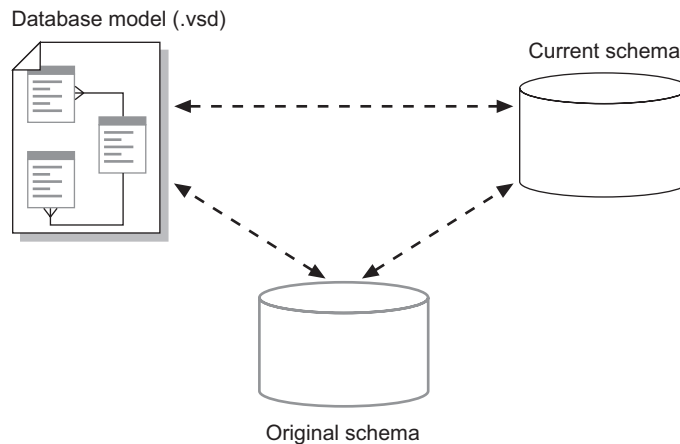 Database model (.vsd)
Current schema
Original schema